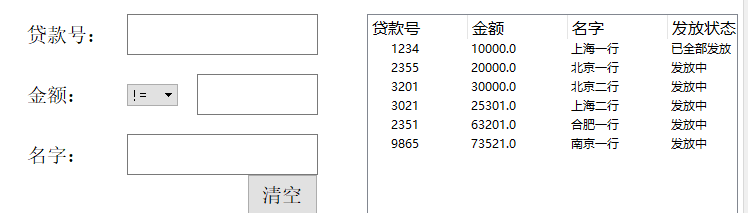 贷款号：
金额： !=
名字：
清空
贷款号 金额 名字 发放状态
1234 10000.0 上海一行 已全部发放
2355 20000.0 北京一行 发放中
3201 30000.0 北京二行 发放中
3021 25301.0 上海二行 发放中
2351 63201.0 合肥一行 发放中
9865 73521.0 南京一行 发放中